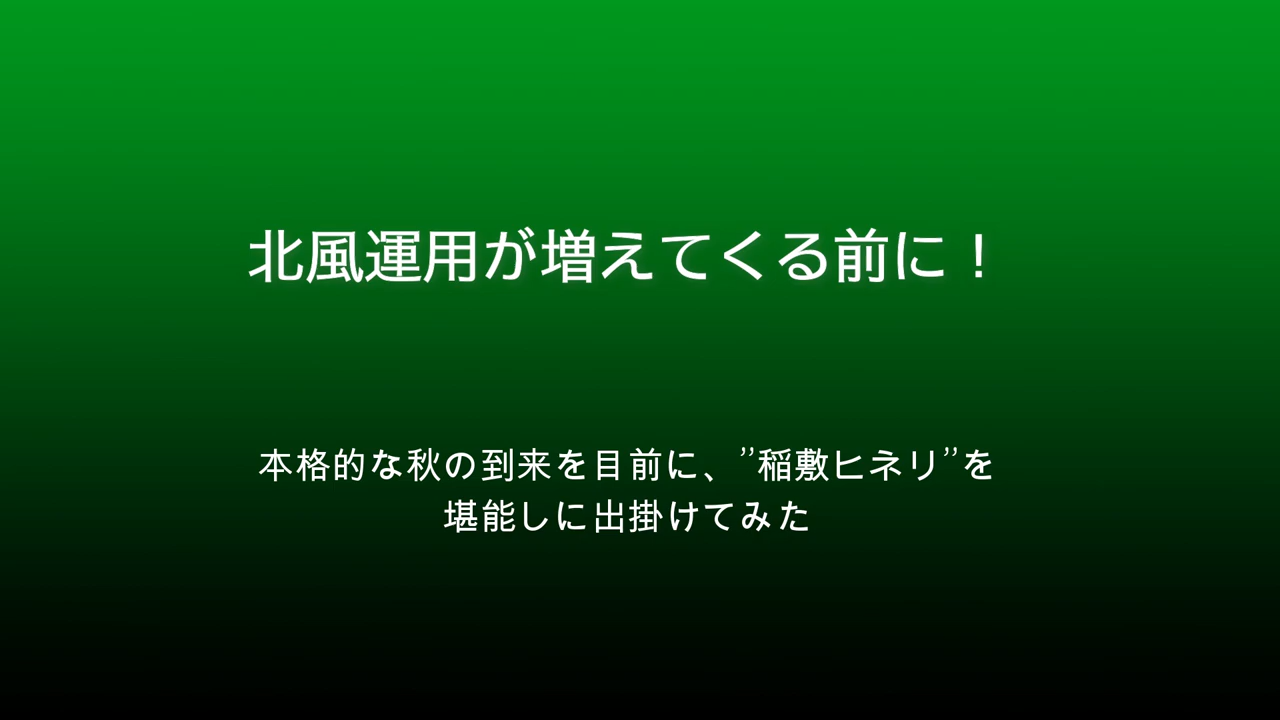 北風運用が増えてくる前に！
本格的な秋の到来を目前に、”稲敷ヒネリ”を
堪能しに出掛けてみた